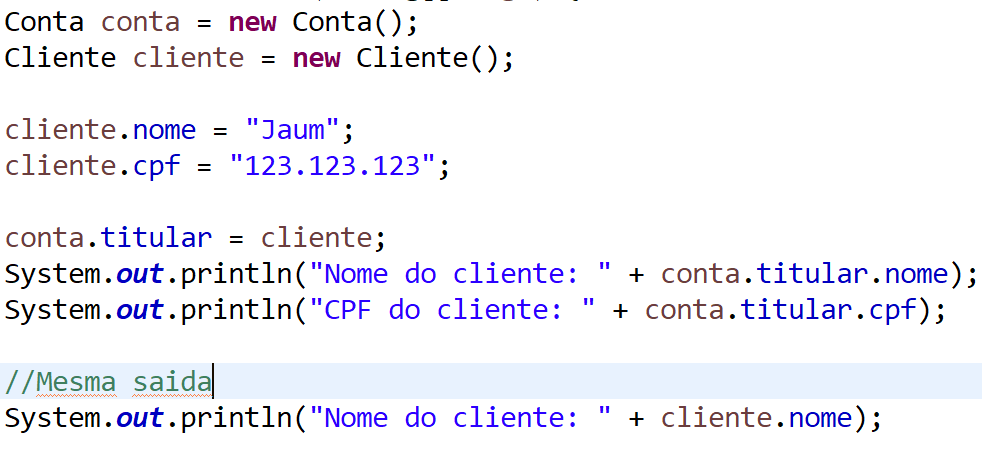 Conta conta = new Conta();
Cliente cliente = new Cliente();
cliente.nome = "Jaum";
cliente.cpf = "123.123.123";
conta.titular = cliente;
System.out.println("Nome do cliente: " + conta.titular.nome);
System.out.println("CPF do cliente: " + conta.titular.cpf);
//Mesma saida
System.out.println("Nome do cliente: " + cliente.nome);